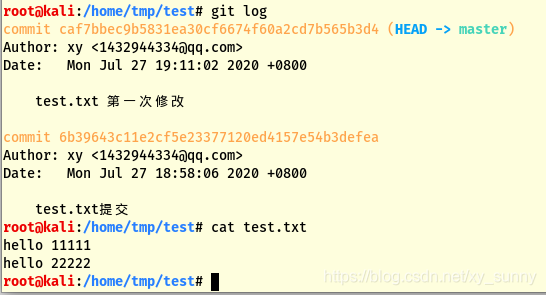 root@kali:/home/tmp/test# git log
commit caf7bbec9b5831ea30cf6674f60a2cd7b565b3d4 (HEAD -> master)
Author: xy <1432944334@qq.com>
Date:   Mon Jul 27 19:11:02 2020 +0800
test.txt 第一次修改
commit 6b39643c11e2cf5e23377120ed4157e54b3defea
Author: xy <1432944334@qq.com>
Date:   Mon Jul 27 18:58:06 2020 +0800
test.txt提交
root@kali:/home/tmp/test# cat test.txt
hello 11111
hello 22222
root@kali:/home/tmp/test#
https://blog.csdn.net/xy_sunny